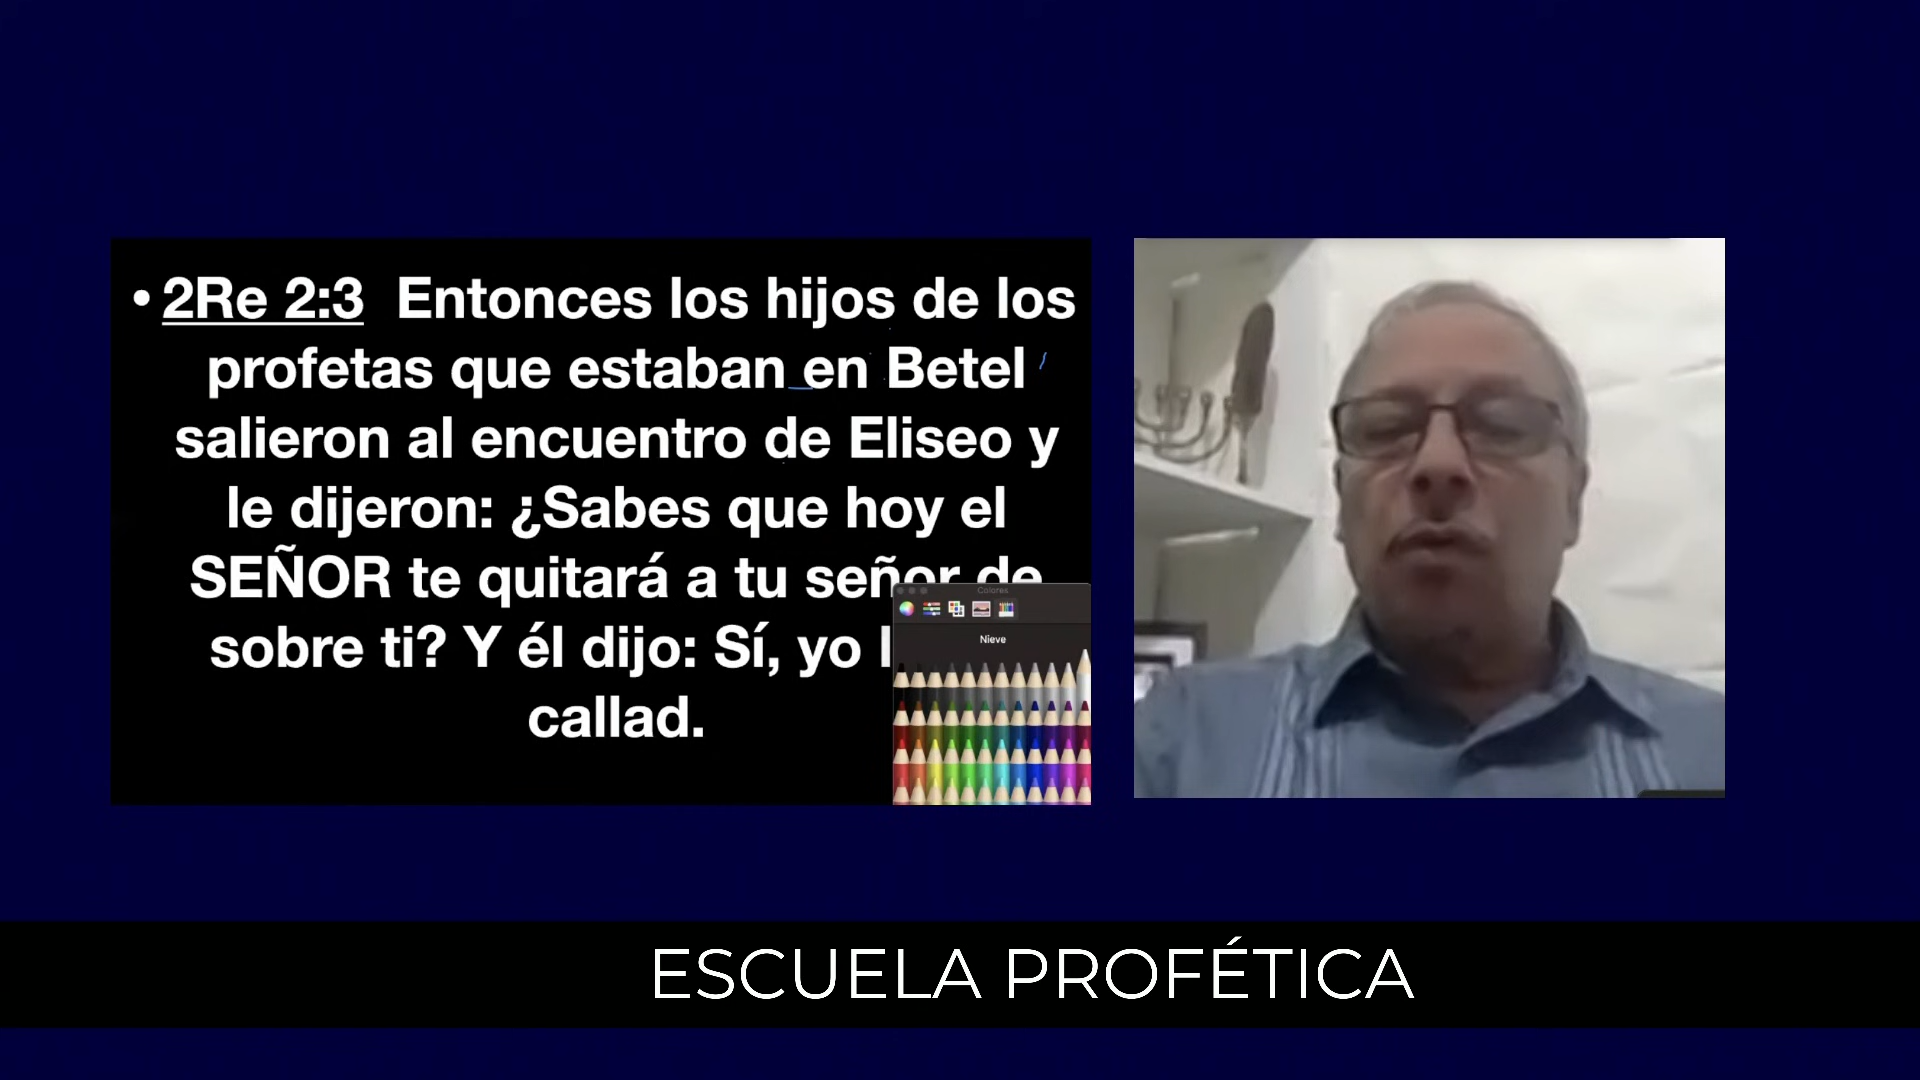 • 2Re 2:3 Entonces los hijos de los
profetas que estaban en Betel
salieron al encuentro de Eliseo y
le dijeron: ¿Sabes que hoy el
SEÑOR te quitará a tu señor de
sobre ti? Y él dijo: Sí, yo
callad.
Colores
Nieve
ESCUELA PROFÉTICA